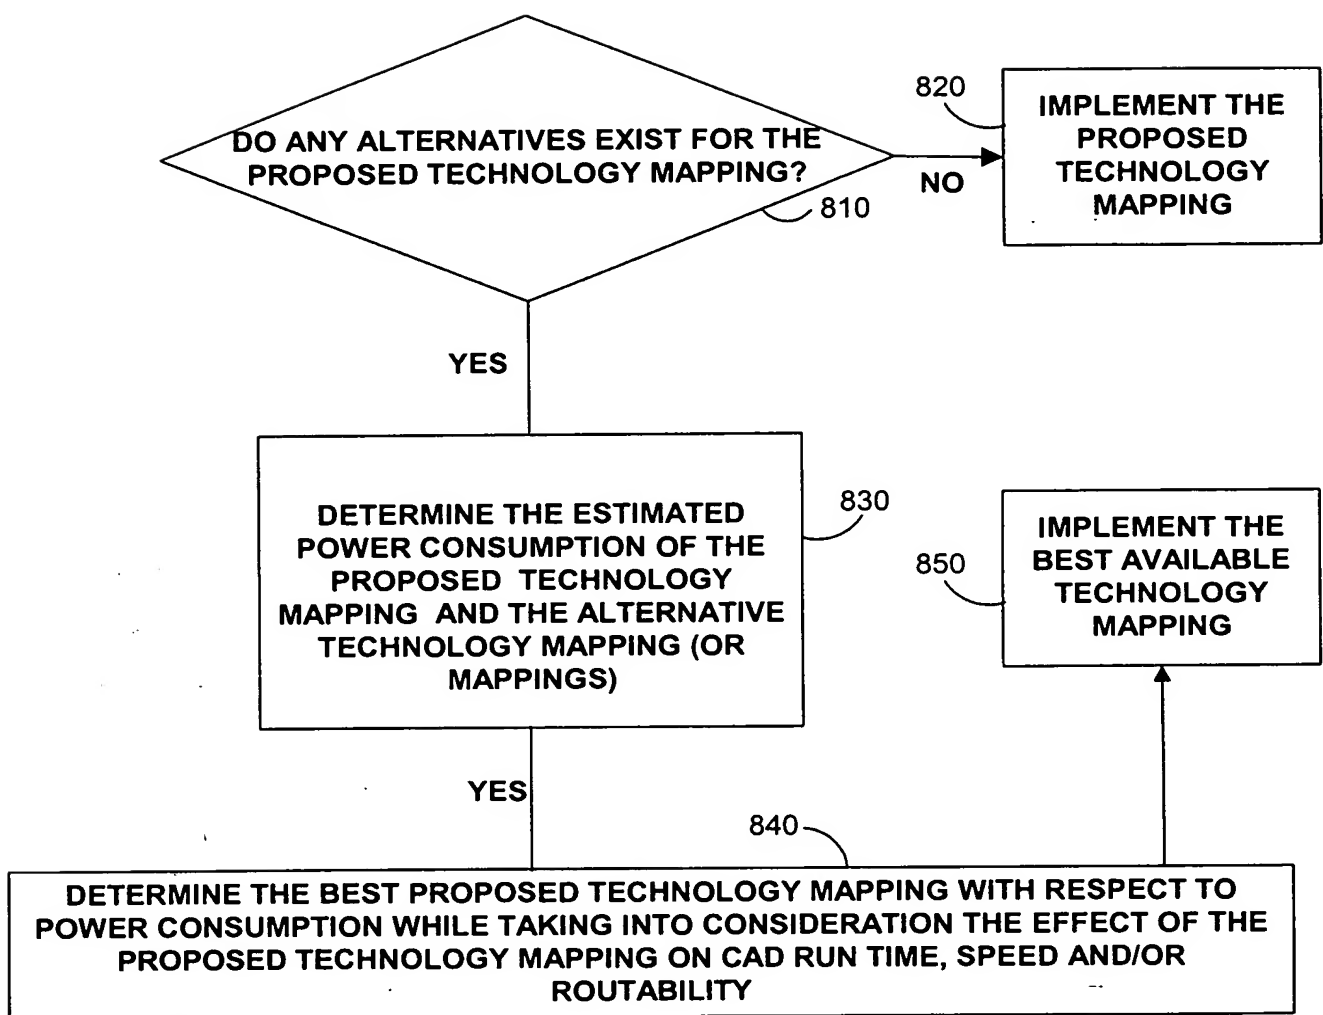 DO ANY ALTERNATIVES EXIST FOR THE
PROPOSED TECHNOLOGY MAPPING?
810
NO
820
IMPLEMENT THE
PROPOSED
TECHNOLOGY
MAPPING
YES
DETERMINE THE ESTIMATED
POWER CONSUMPTION OF THE
PROPOSED TECHNOLOGY
MAPPING AND THE ALTERNATIVE
TECHNOLOGY MAPPING (OR
MAPPINGS)
830
YES
840
DETERMINE THE BEST PROPOSED TECHNOLOGY MAPPING WITH RESPECT TO
POWER CONSUMPTION WHILE TAKING INTO CONSIDERATION THE EFFECT OF THE
PROPOSED TECHNOLOGY MAPPING ON CAD RUN TIME, SPEED AND/OR
ROUTABILITY
850
IMPLEMENT THE
BEST AVAILABLE
TECHNOLOGY
MAPPING